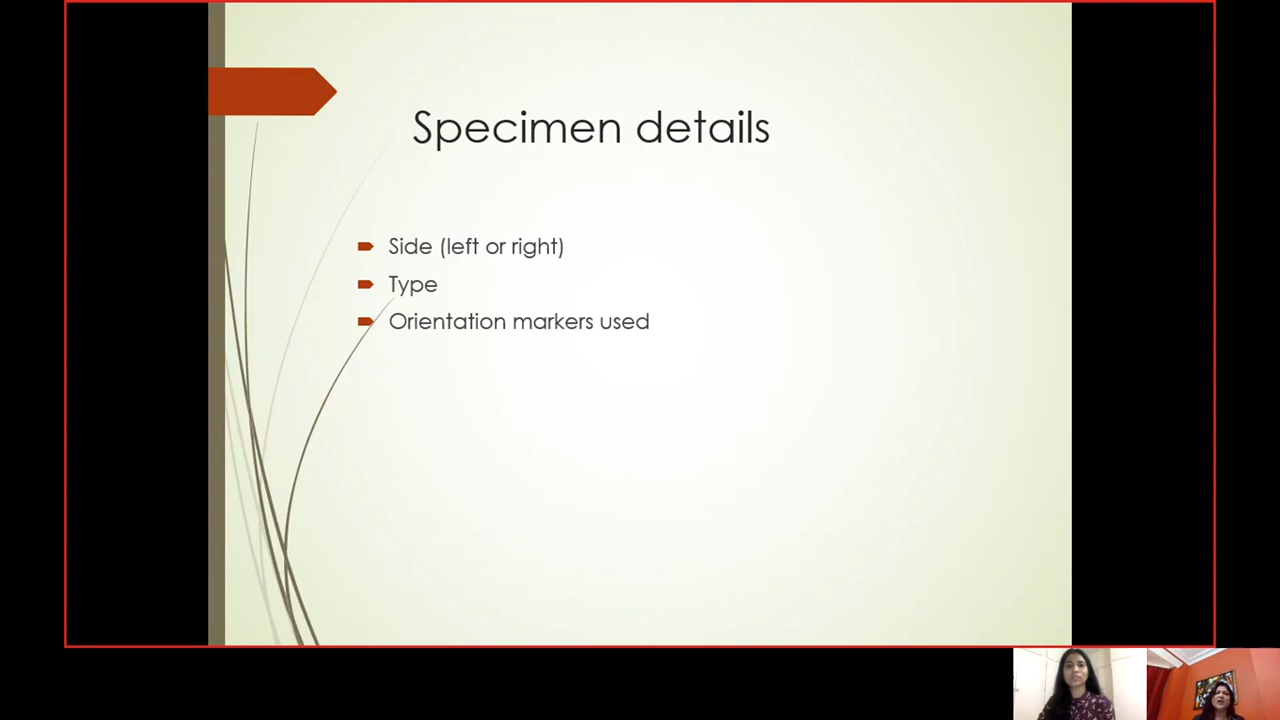 Specimen details
Side (left or right)
Type
Orientation markers used